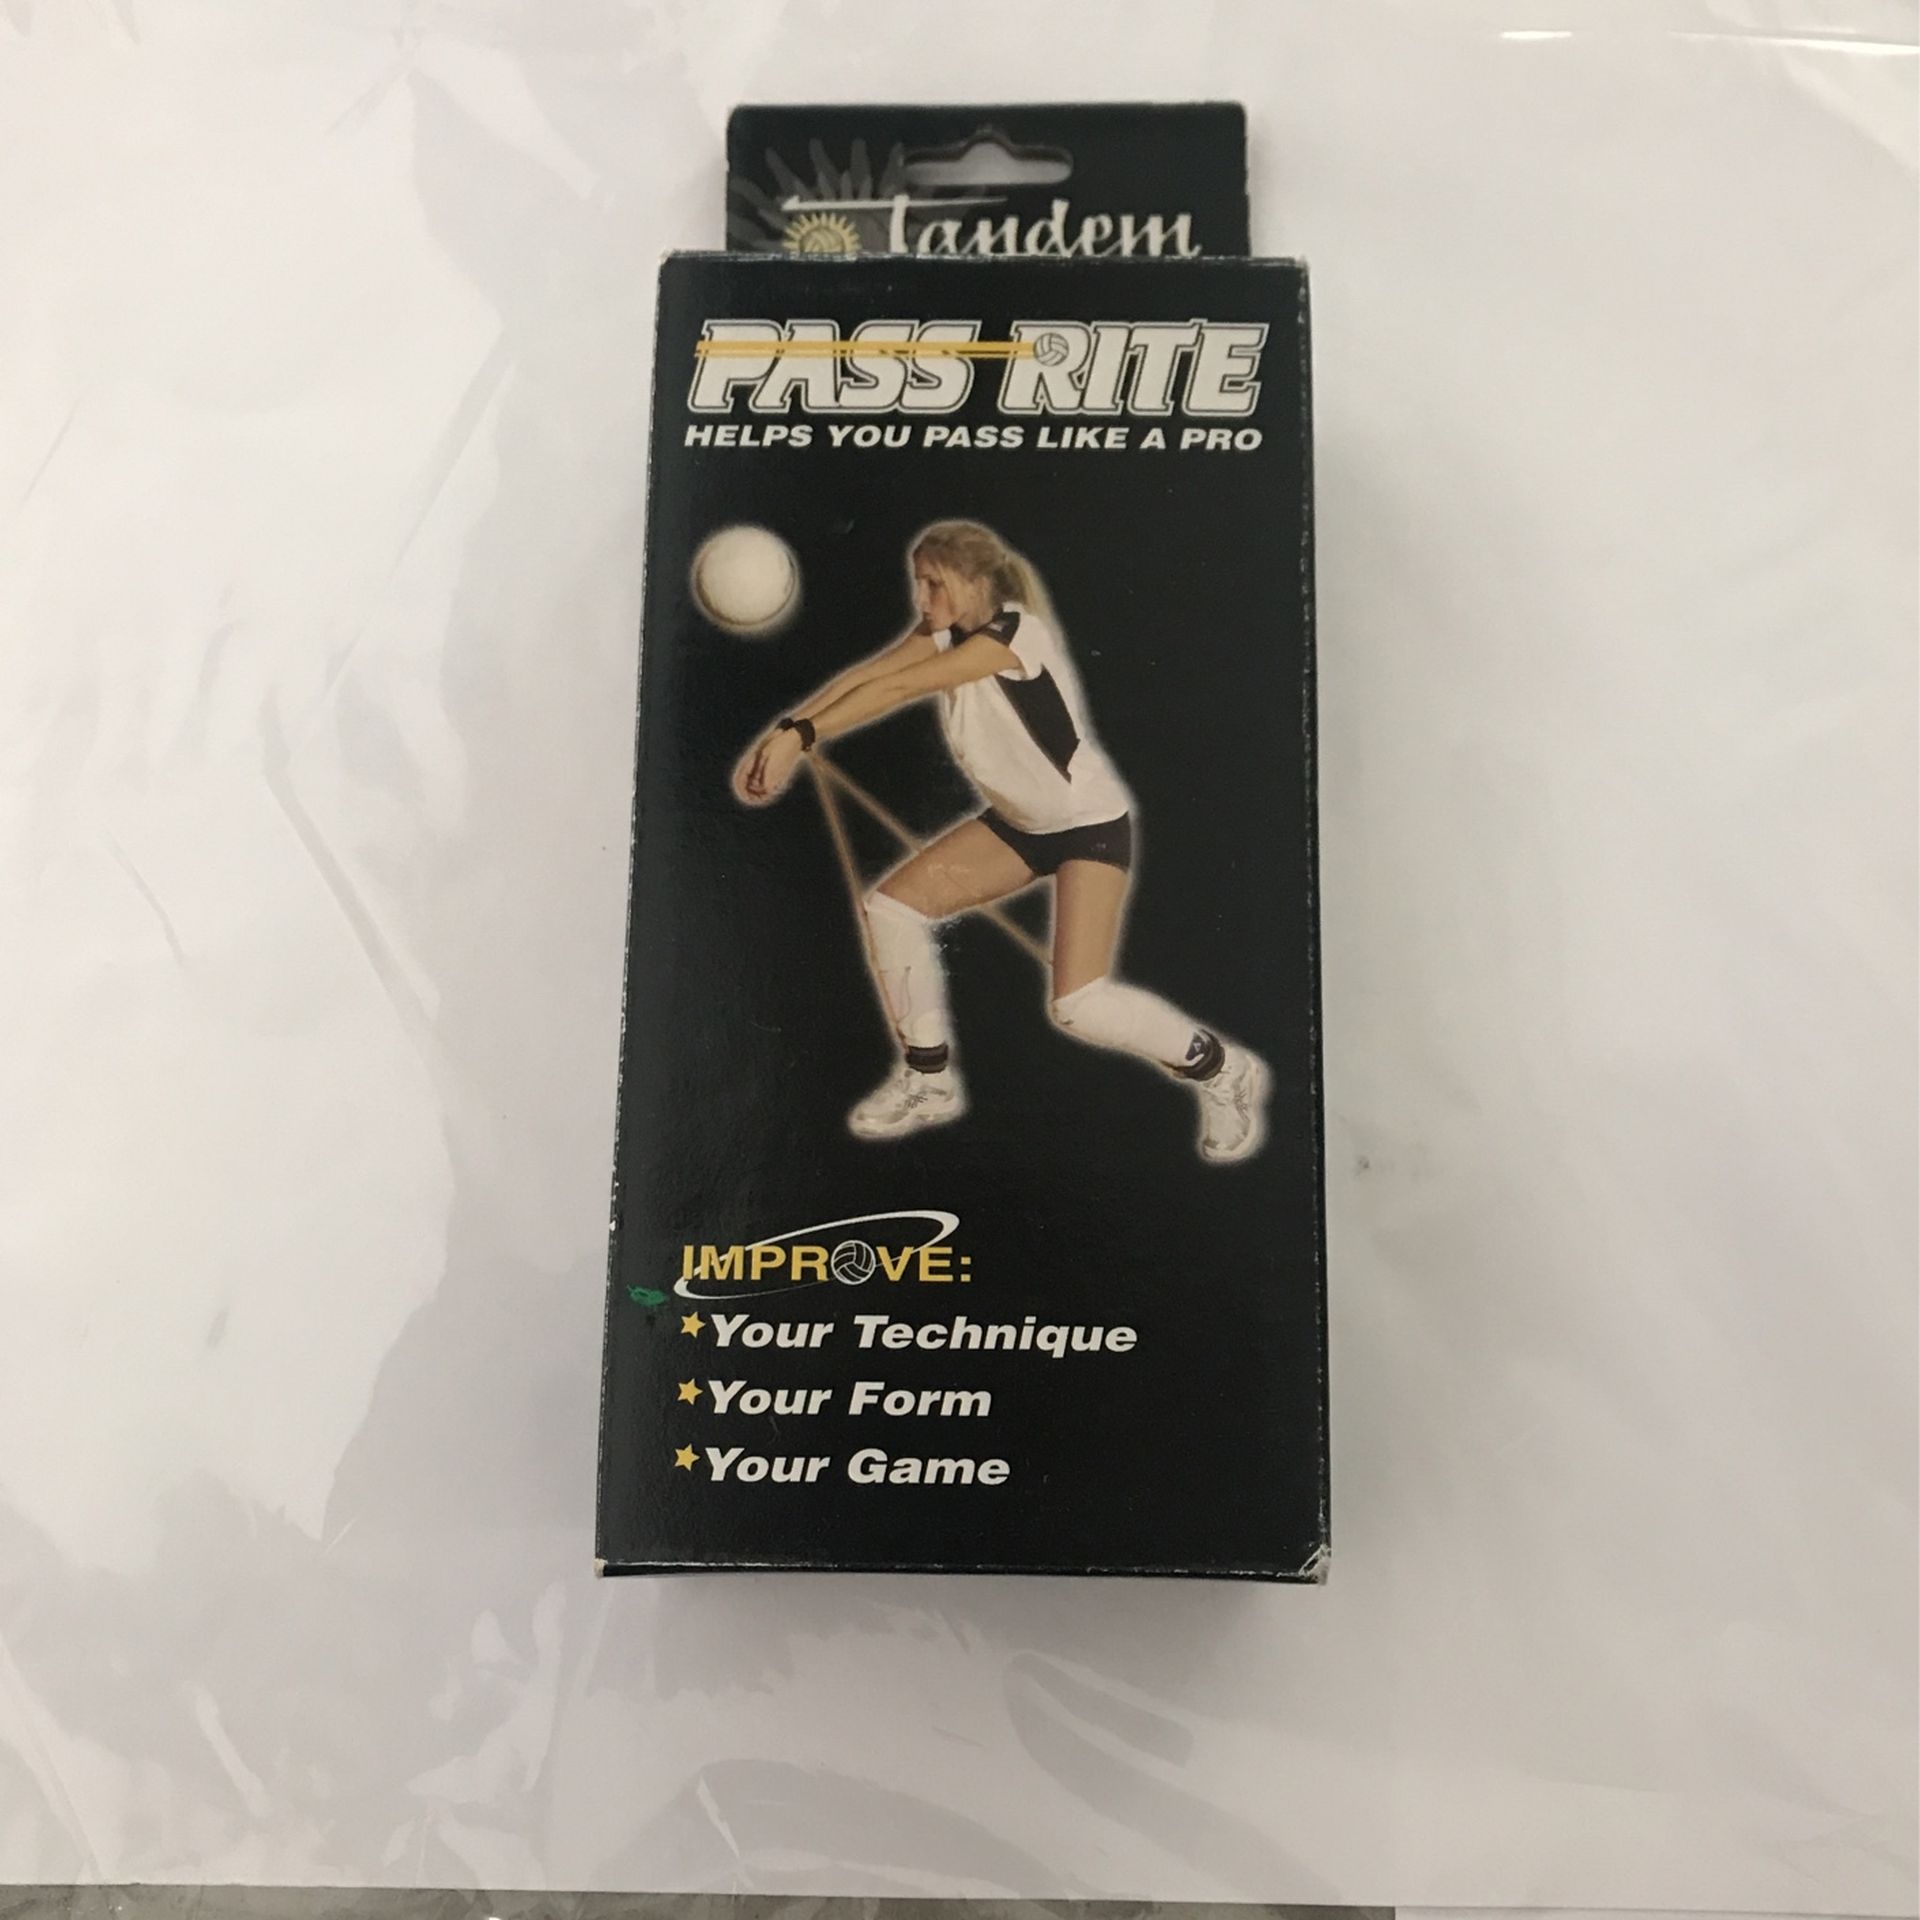 Tandem
PASS RITE
HELPS YOU PASS LIKE A PRO
IMPROVE:
Your Technique
Your Form
Your Game